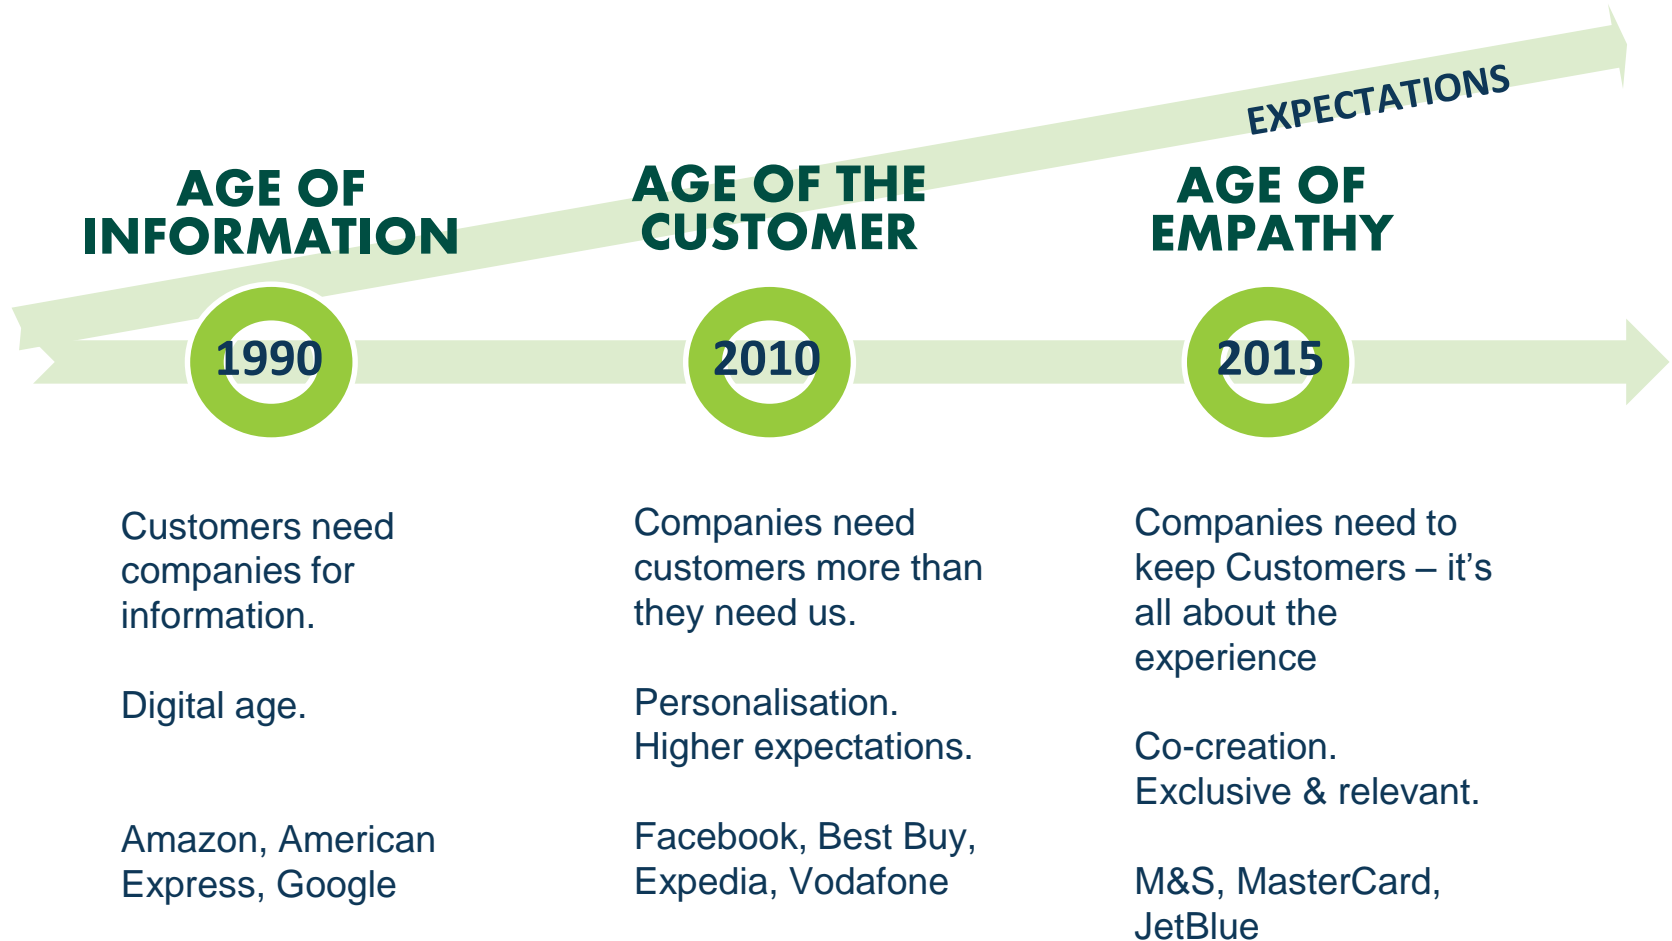 EXPECTATIONS
AGE OF
INFORMATION
1990
Customers need
companies for
information.
Digital age.
Amazon, American
Express, Google
AGE OF THE
CUSTOMER
2010
Companies need
customers more than
they need us.
Personalisation.
Higher expectations.
Facebook, Best Buy,
Expedia, Vodafone
AGE OF
EMPATHY
2015
Companies need to
keep Customers – it’s
all about the
experience
Co-creation.
Exclusive & relevant.
M&S, MasterCard,
JetBlue